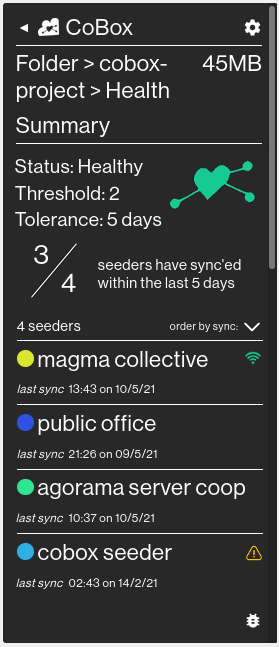 CoBox
Folder > cobox- 45MB
project > Health
Summary
Status: Healthy
Threshold: 2
Tolerance: 5 days
3/4
seeders have sync'ed
within the last 5 days
4 seeders order by sync:
magma collective
last sync 13:43 on 10/5/21
public office
last sync 21:26 on 09/5/21
agorama server coop
last sync 10:37 on 10/5/21
cobox seeder
last sync 02:43 on 14/2/21